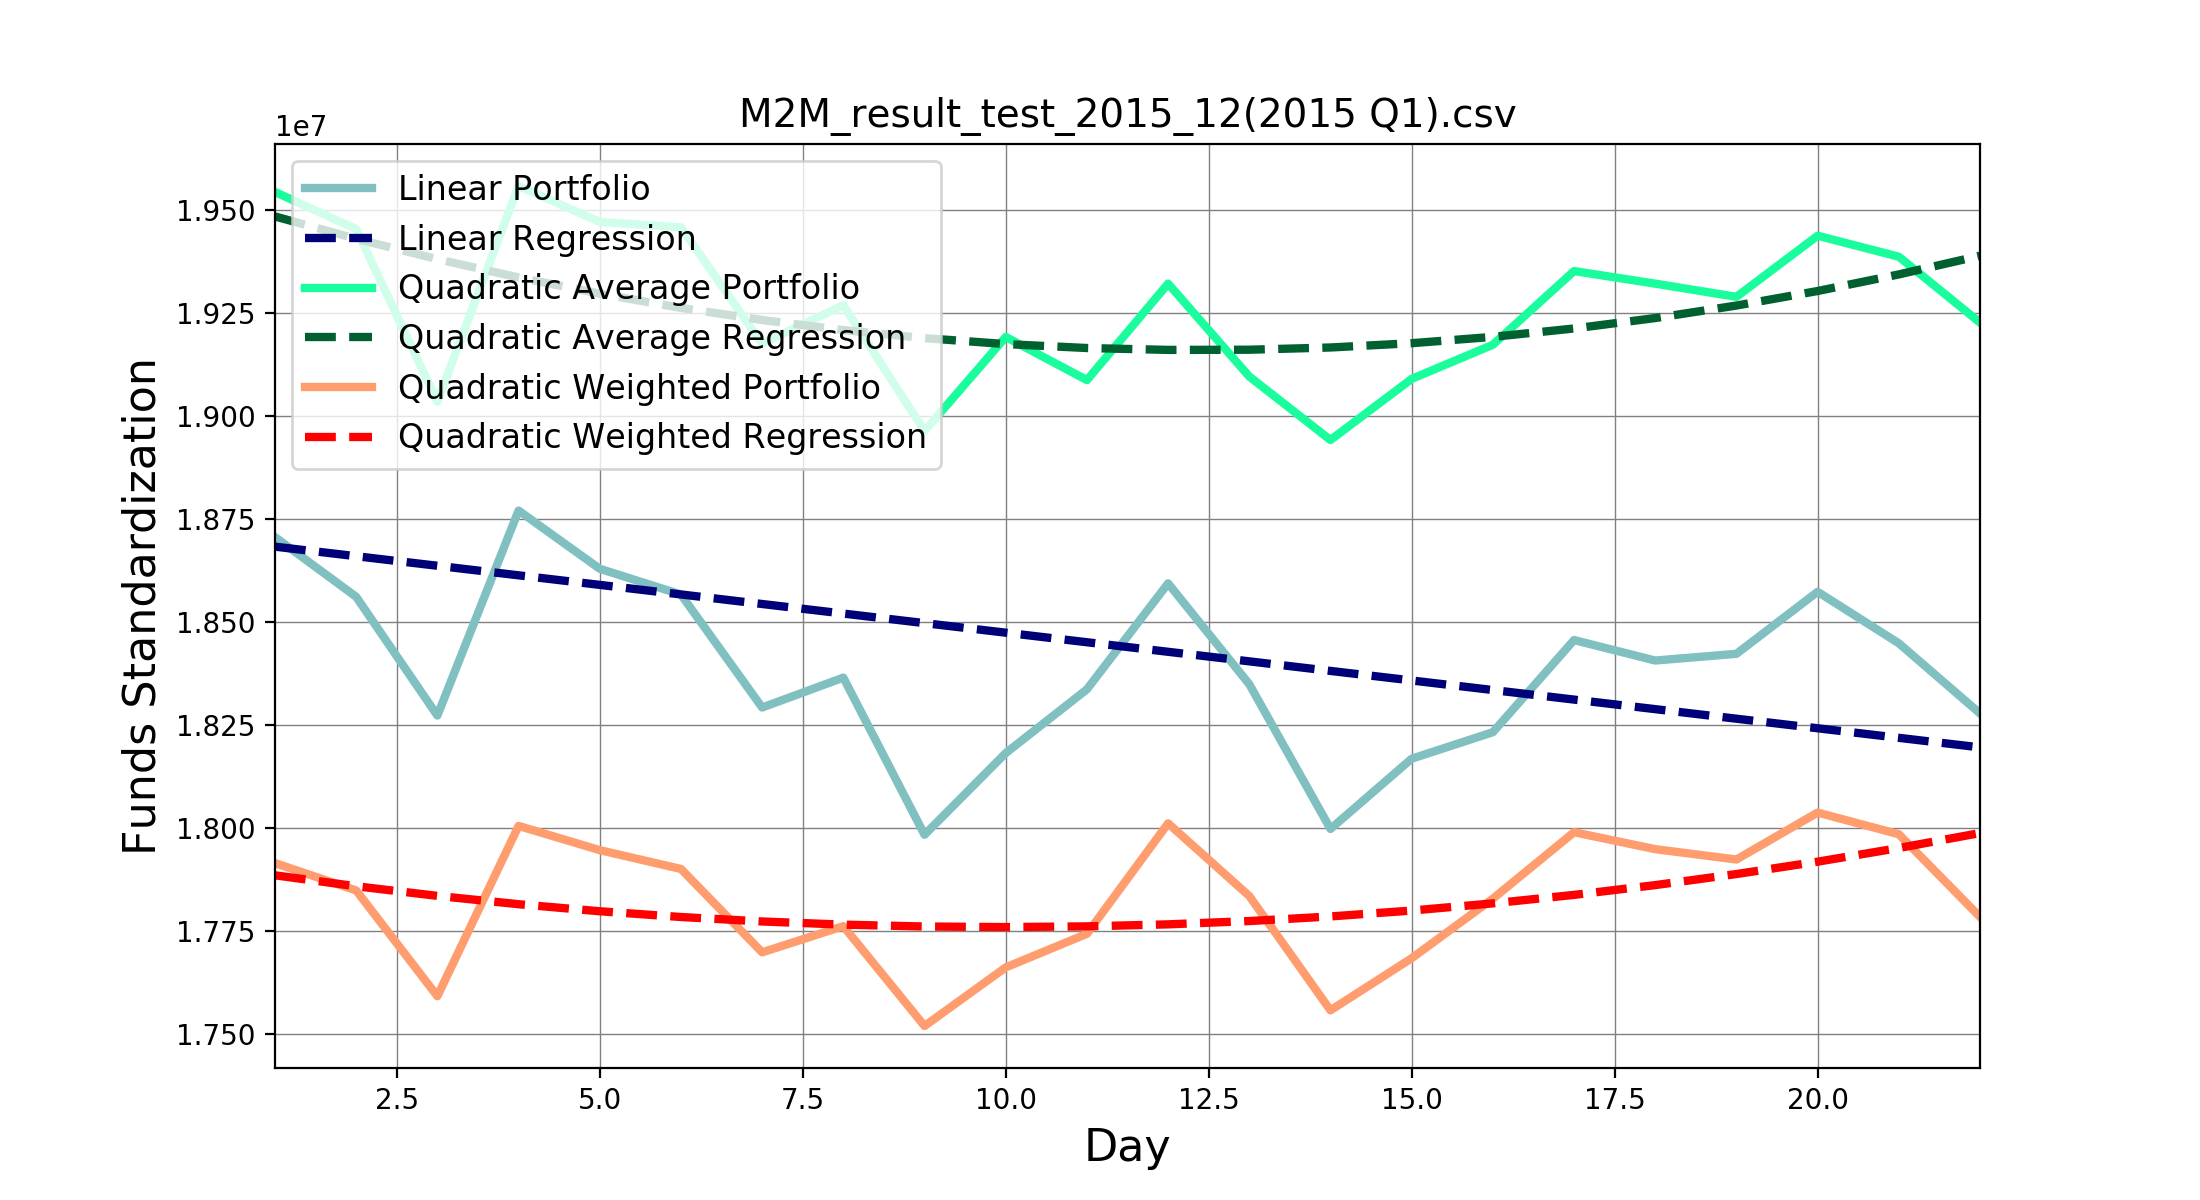 M2M_result_test_2015_12(2015 Q1).csv
1e7
Linear Portfolio
Linear Regression
Quadratic Average Portfolio
Quadratic Average Regression
Quadratic Weighted Portfolio
Quadratic Weighted Regression
1.950
1.925
1.900
1.875
1.850
1.825
1.800
1.775
1.750
Funds Standardization
2.5 5.0 7.5 10.0 12.5 15.0 17.5 20.0
Day